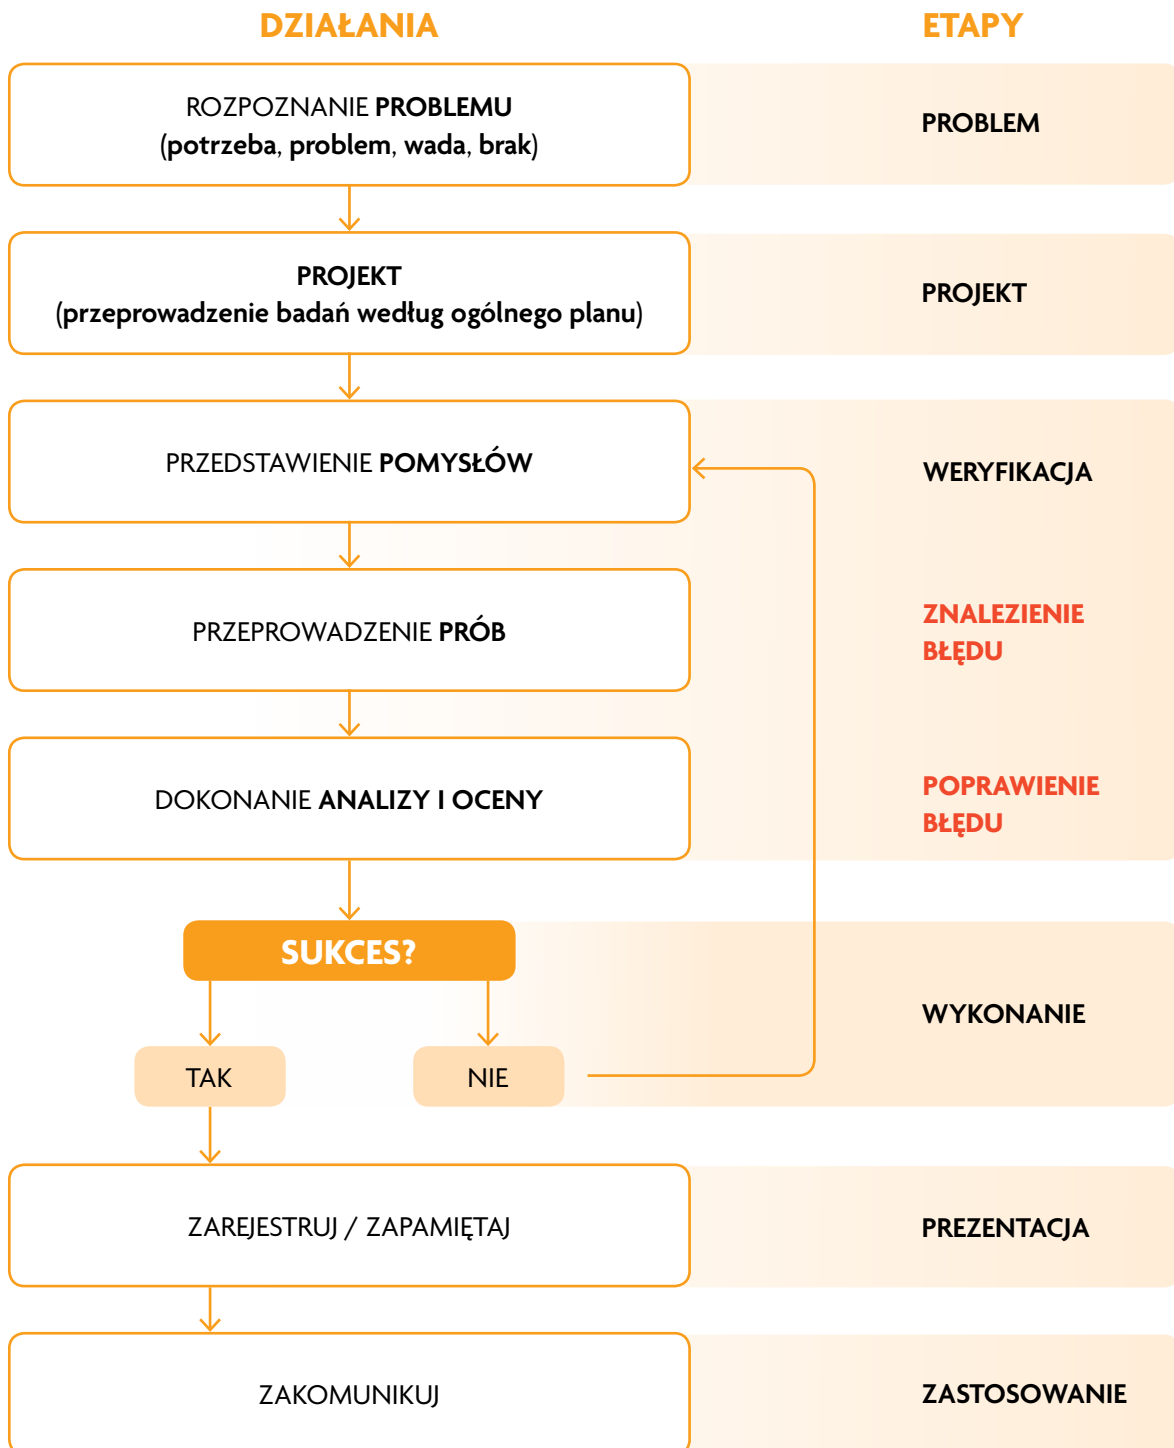 DZIAŁANIA
ETAPY
ROZPOZNANIE PROBLEMU
(potrzeba, problem, wada, brak)
PROBLEM
PROJEKT
(przeprowadzenie badań według ogólnego planu)
PROJEKT
PRZEDSTAWIENIE POMYSŁÓW
WERYFIKACJA
PRZEPROWADZENIE PRÓB
ZNALEZIENIE
BŁĘDU
DOKONANIE ANALIZY I OCENY
POPRAWIENIE
BŁĘDU
SUKCES?
WYKONANIE
TAK
NIE
ZAREJESTRUJ / ZAPAMIĘTAJ
PREZENTACJA
ZAKOMUNIKUJ
ZASTOSOWANIE